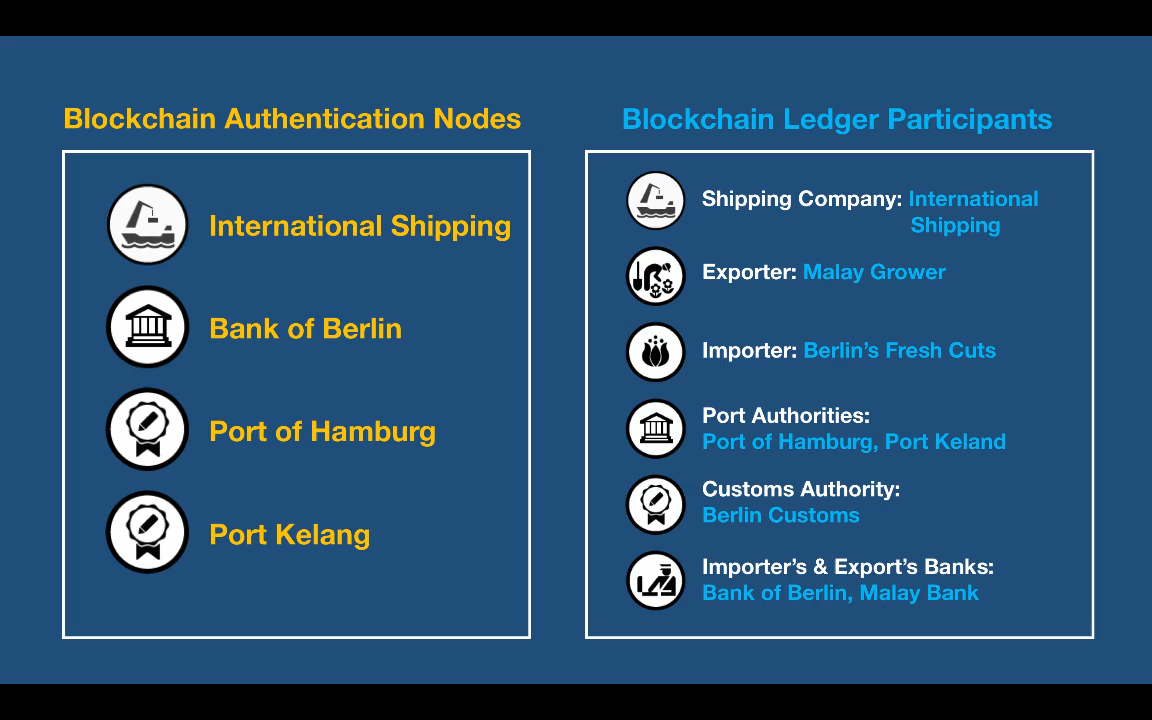 Blockchain Authentication Nodes
International Shipping
Bank of Berlin
Port of Hamburg
Port Kelang
Blockchain Ledger Participants
Shipping Company: International
Shipping
Exporter: Malay Grower
Importer: Berlin’s Fresh Cuts
Port Authorities:
Port of Hamburg, Port Keland
Customs Authority:
Berlin Customs
Importer’s & Export’s Banks:
Bank of Berlin, Malay Bank